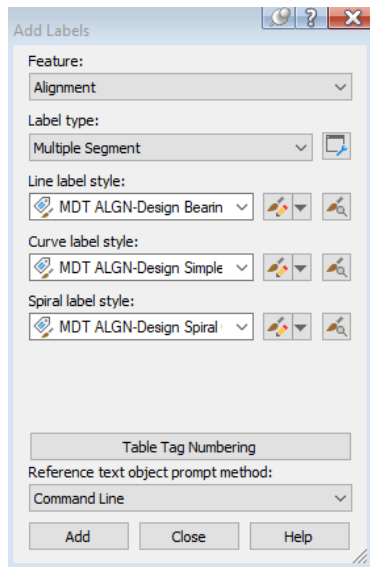 Add Labels
Feature:
Alignment
Label type:
Multiple Segment
Line label style:
MDT ALGN-Design Bearin
Curve label style:
MDT ALGN-Design Simple
Spiral label style:
MDT ALGN-Design Spiral
Table Tag Numbering
Reference text object prompt method:
Command Line
Add Close Help